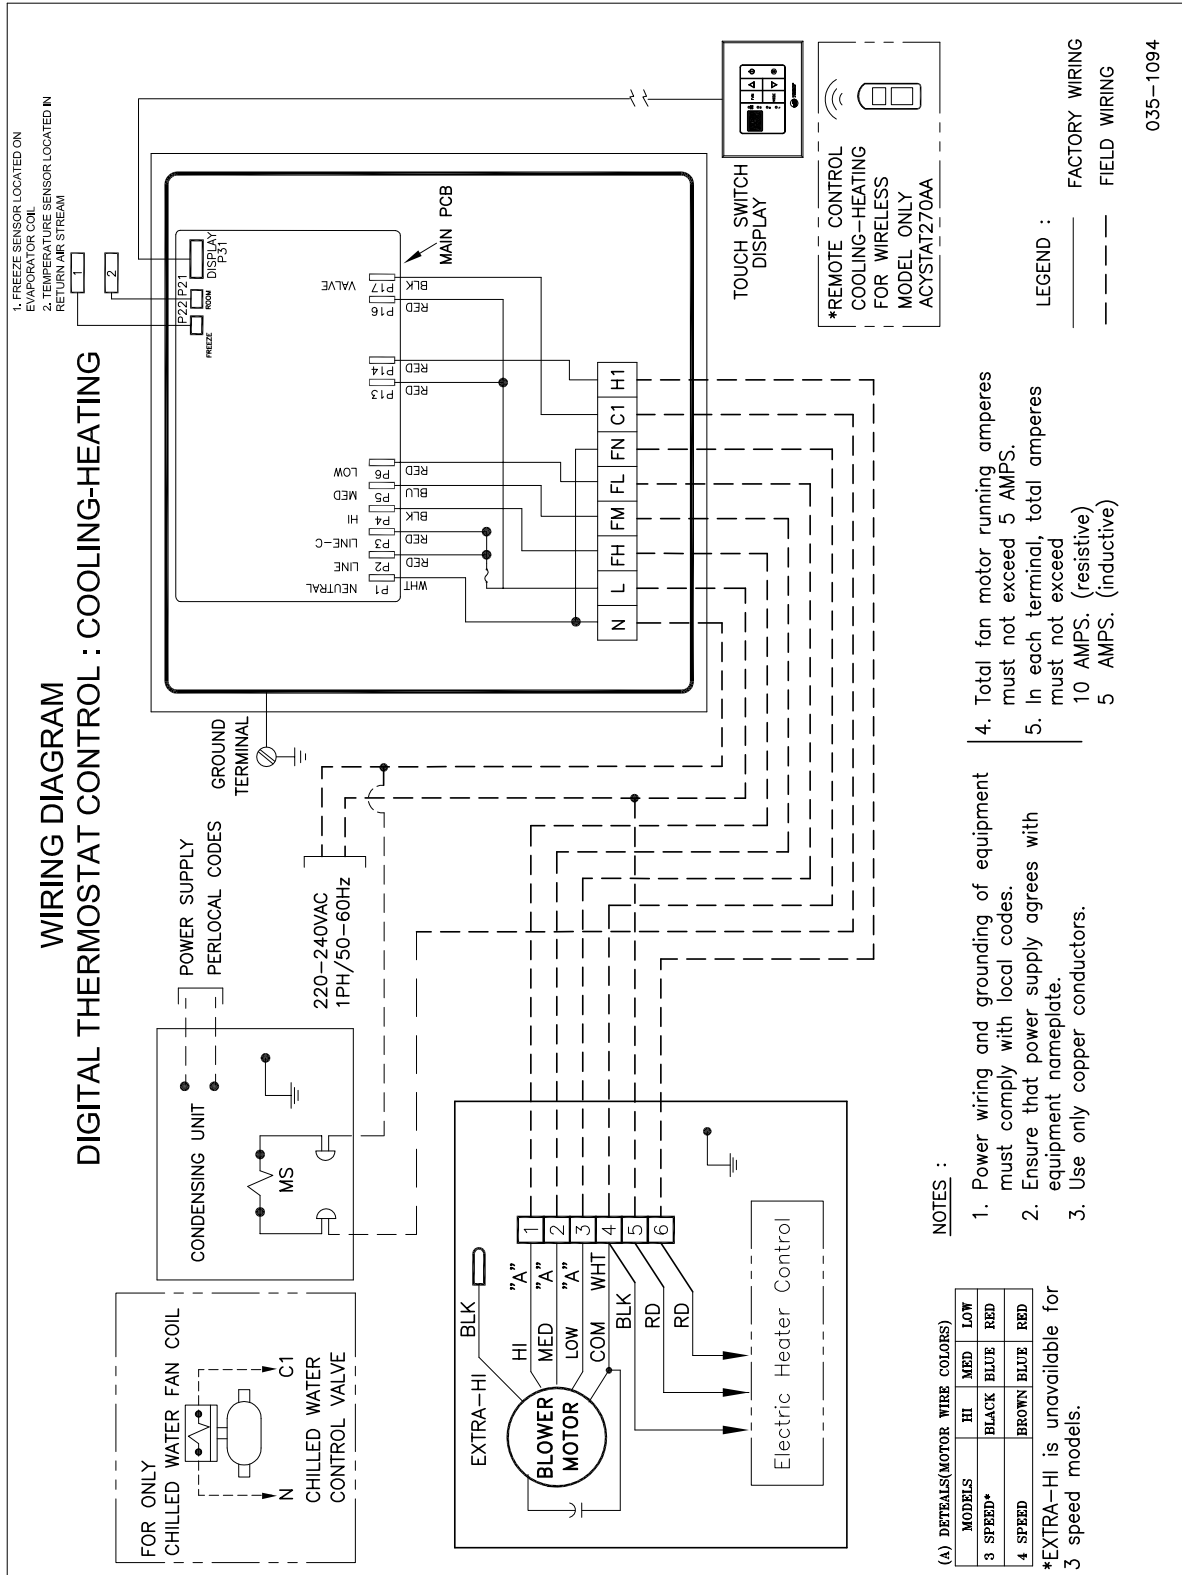 WIRING DIAGRAM
DIGITAL THERMOSTAT CONTROL : COOLING-HEATING
1. FREEZE SENSOR LOCATED ON
EVAPORATOR COIL
2. TEMPERATURE SENSOR LOCATED IN
RETURN AIR STREAM
1
2
FOR ONLY
CHILLED WATER FAN COIL
N
C1
CHILLED WATER
CONTROL VALVE
CONDENSING UNIT
MS
POWER SUPPLY
PERLOCAL CODES
220-240VAC
1PH/50-60Hz
GROUND
TERMINAL
P22
P21
FREEZE
ROOM
DISPLAY
P31
NEUTRAL
LINE
LINE-C
HI
MED
LOW
VALVE
P1
P2
P3
P4
P5
P6
P13
P14
P16
P17
WHT
RED
RED
BLK
BLU
RED
RED
RED
RED
BLK
MAIN PCB
N
L
FH
FM
FL
FN
C1
H1
TOUCH SWITCH
DISPLAY
*REMOTE CONTROL
COOLING-HEATING
FOR WIRELESS
MODEL ONLY
ACYSTAT270AA
EXTRA-HI
BLK
BLOWER
MOTOR
HI
"A"
MED
"A"
LOW
"A"
COM
WHT
BLK
RD
RD
1
2
3
4
5
6
Electric Heater Control
LEGEND :
FACTORY WIRING
FIELD WIRING
035-1094
NOTES :
1. Power wiring and grounding of equipment
must comply with local codes.
2. Ensure that power supply agrees with
equipment nameplate.
3. Use only copper conductors.
4. Total fan motor running amperes
must not exceed 5 AMPS.
5. In each terminal, total amperes
must not exceed
10 AMPS. (resistive)
5 AMPS. (inductive)
(A) DETEALS(MOTOR WIRE COLORS)
MODELS HI MED LOW
3 SPEED* BLACK BLUE RED
4 SPEED BROWN BLUE RED
*EXTRA-HI is unavailable for
3 speed models.